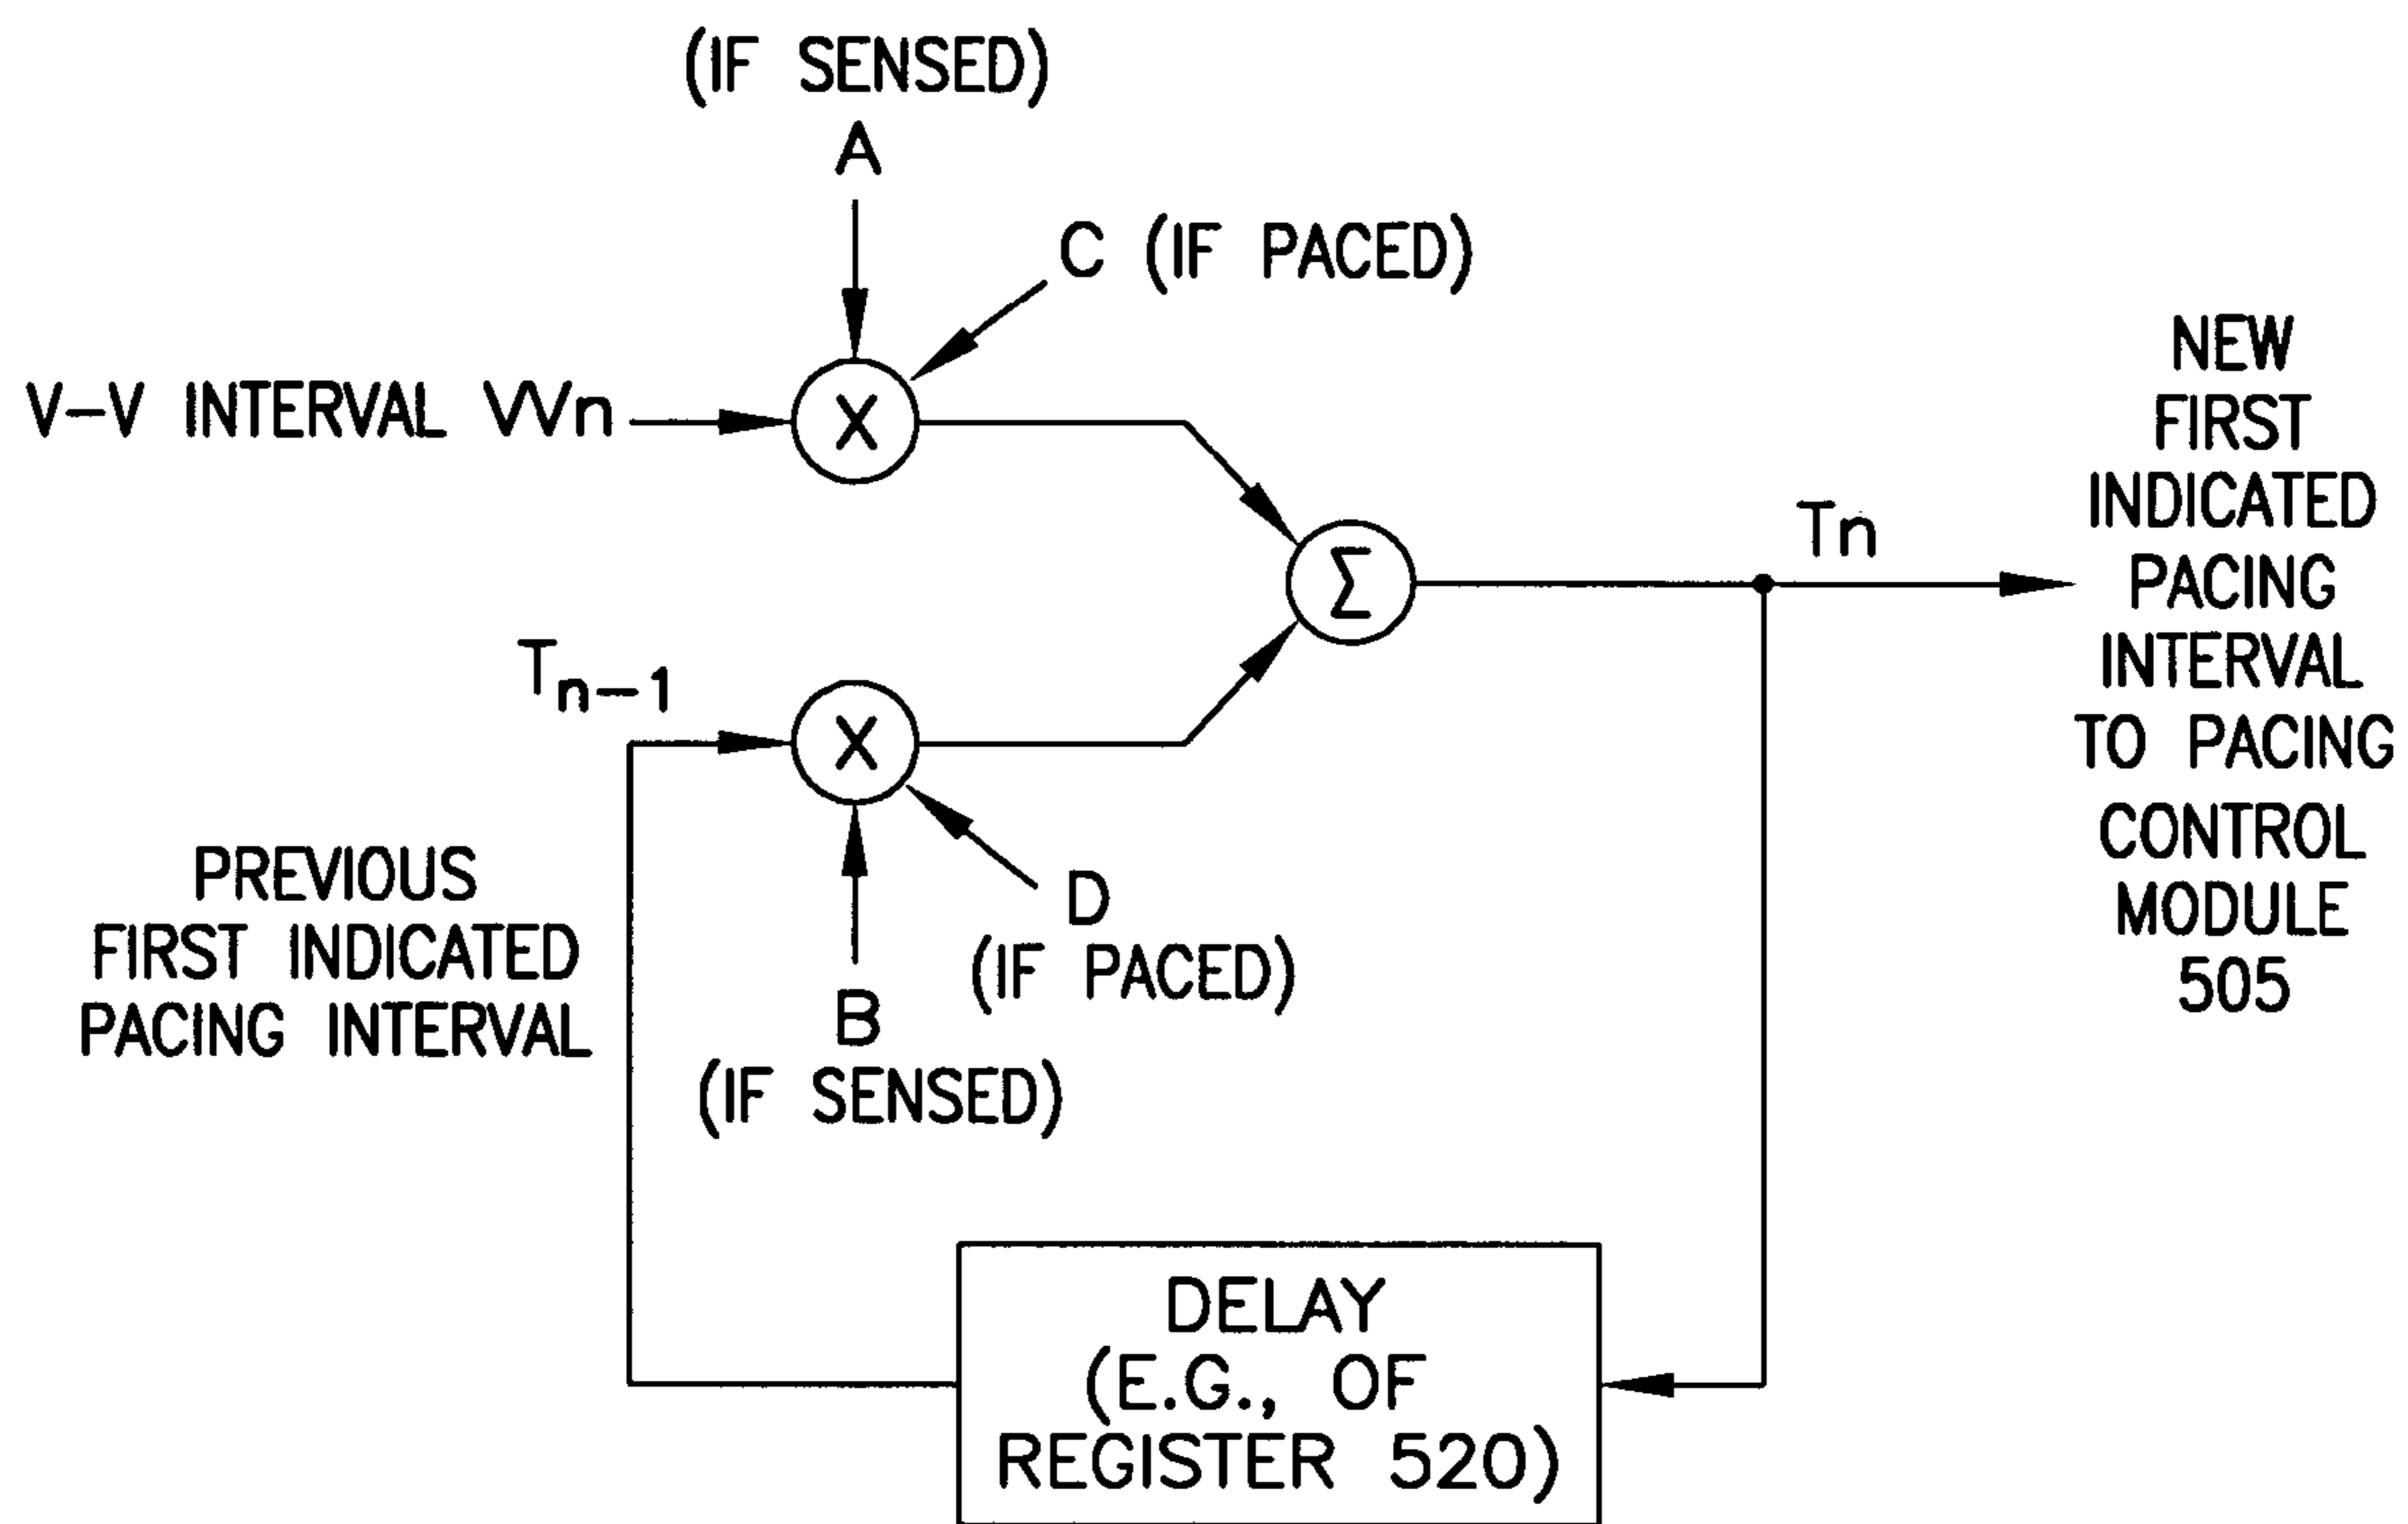 (IF SENSED)
A
C (IF PACED)
V-V INTERVAL VVn
X
NEW
FIRST
INDICATED
PACING
INTERVAL
TO PACING
CONTROL
MODULE
505
Tn
Σ
Tn-1
X
PREVIOUS
FIRST INDICATED
PACING INTERVAL
D
(IF PACED)
B
(IF SENSED)
DELAY
(E.G., OF
REGISTER 520)